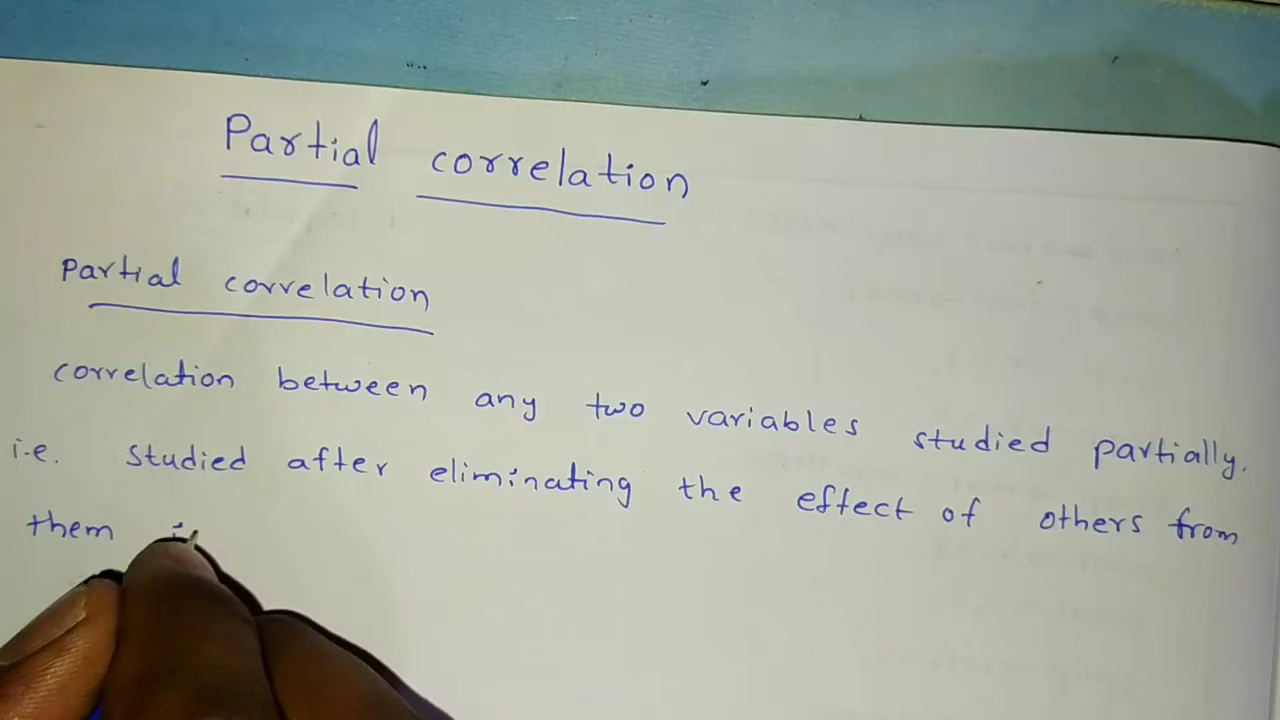 Partial correlation
Partial correlation
correlation between any two variables studied partially.
i.e. studied after eliminating the effect of others from
them